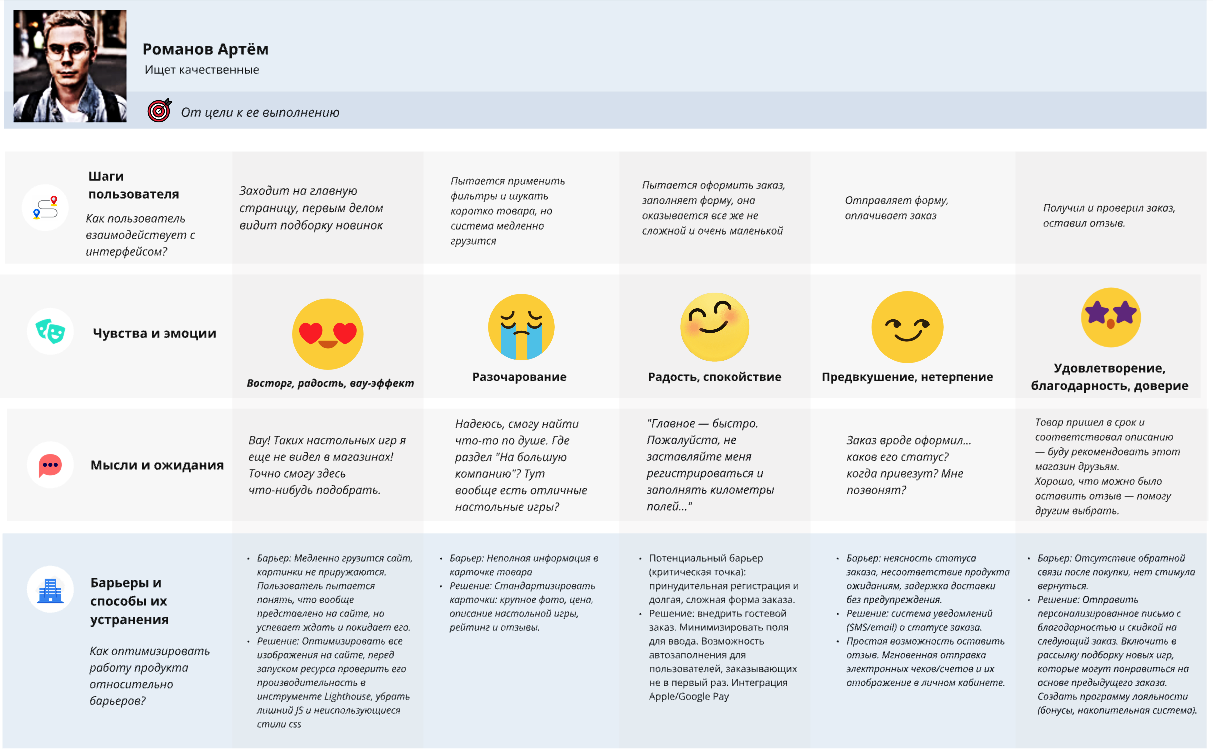 Романов Артём
Ищет качественные
От цели к ее выполнению
Шаги
пользователя
Как пользователь
взаимодействует с
интерфейсом?
Заходит на главную
страницу, первым делом
видит подборку новинок
Пытается применить
фильтры и шукать
коротко товара, но
система медленно
грузится
Пытается оформить заказ,
заполняет форму, она
оказывается все же не
сложной и очень маленькой
Отправляет форму,
оплачивает заказ
Получил и проверил заказ,
оставил отзыв.
Чувства и эмоции
Восторг, радость, вау-эффект
Разочарование
Радость, спокойствие
Предвкушение, нетерпение
Удовлетворение,
благодарность, доверие
Мысли и ожидания
Вау! Таких настольных игр я
еще не видел в магазинах!
Точно смогу здесь
что-нибудь подобрать.
Надеюсь, смогу найти
что-то по душе. Где
раздел "На большую
компанию"? Тут
вообще есть отличные
настольные игры?
"Главное — быстро.
Пожалуйста, не
заставляйте меня
регистрироваться и
заполнять километры
полей..."
Заказ вроде оформил...
каков его статус?
когда привезут? Мне
позвонят?
Товар пришел в срок и
соответствовал описанию
— буду рекомендовать этот
магазин друзьям.
Хорошо, что можно было
оставить отзыв — помогу
другим выбрать.
Барьеры и
способы их
устранения
Как оптимизировать
работу продукта
относительно
барьеров?
• Барьер: Медленно грузится сайт,
картинки не приружаются.
Пользователь пытается
понять, что вообще
представлено на сайте, но
успевает ждать и покидает его.
• Решение: Оптимизировать все
изображения на сайте, перед
запуском ресурса проверить его
производительность в
инструменте Lighthouse, убрать
лишний JS и неиспользующиеся
стили css
• Барьер: Неполная информация в
карточке товара
• Решение: Стандартизировать
карточки: крупное фото, цена,
описание настольной игры,
рейтинг и отзывы.
• Потенциальный барьер
(критическая точка):
принудительная регистрация и
долгая, сложная форма заказа.
• Решение: внедрить гостевой
заказ. Минимизировать поля
для ввода. Возможность
автозаполнения для
пользователей, заказывающих
не в первый раз. Интеграция
Apple/Google Pay
• Барьер: неясность статуса
заказа, несоответствие продукта
ожиданиям, задержка доставки
без предупреждения.
• Решение: система уведомлений
(SMS/email) о статусе заказа.
• Простая возможность оставить
отзыв. Мгновенная отправка
электронных чеков/счетов и их
отображение в личном кабинете.
• Барьер: Отсутствие обратной
связи после покупки, нет стимула
вернуться.
• Решение: Отправить
персонализированное письмо с
благодарностью и скидкой на
следующий заказ. Включить в
рассылку подборку новых игр,
которые могут понравиться на
основе предыдущего заказа.
Создать программу лояльности
(бонусы, накопительная система).